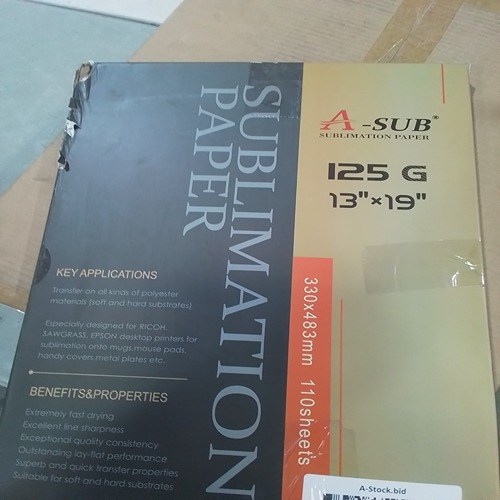 SUBLIMATION
PAPER
A-SUB®
SUBLIMATION PAPER
125 G
13"×19"
330x483mm 110sheets
KEY APPLICATIONS
Transfer on all kinds of polyester
materials (soft and hard substrates)
Especially designed for RICOH,
SAWGRASS, EPSON desktop printers for
sublimation onto mugs,mouse pads,
handy covers,metal plates etc.
BENEFITS&PROPERTIES
Extremely fast drying
Excellent line sharpness
Exceptional quality consistency
Outstanding lay-flat performance
Superb and quick transfer properties
Suitable for soft and hard substrates
A-Stock.bid